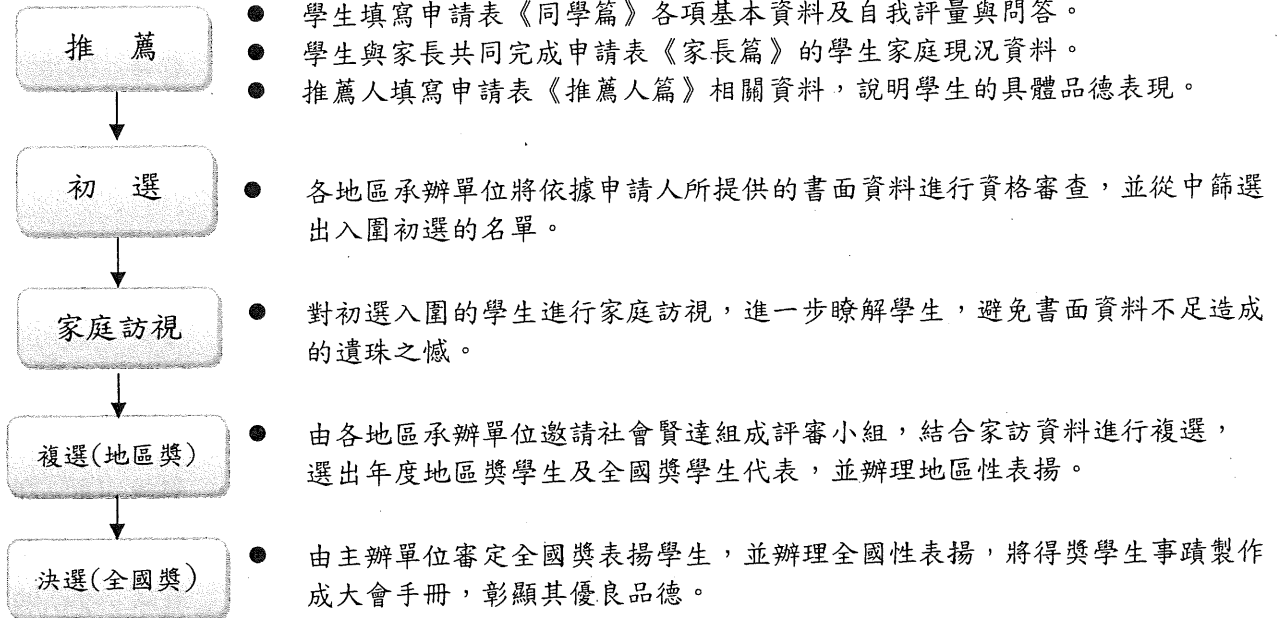 推 薦
● 學生填寫申請表《同學篇》各項基本資料及自我評量與問答。
● 學生與家長共同完成申請表《家長篇》的學生家庭現況資料。
● 推薦人填寫申請表《推薦人篇》相關資料，說明學生的具體品德表現。
初 選
● 各地區承辦單位將依據申請人所提供的書面資料進行資格審查，並從中篩選
出入圍初選的名單。
家庭訪視
● 對初選入圍的學生進行家庭訪視，進一步瞭解學生，避免書面資料不足造成
的遺珠之憾。
複選(地區獎)
● 由各地區承辦單位邀請社會賢達組成評審小組，結合家訪資料進行複選，
選出年度地區獎學生及全國獎學生代表，並辦理地區性表揚。
決選(全國獎)
● 由主辦單位審定全國獎表揚學生，並辦理全國性表揚，將得獎學生事蹟製作
成大會手冊，彰顯其優良品德。